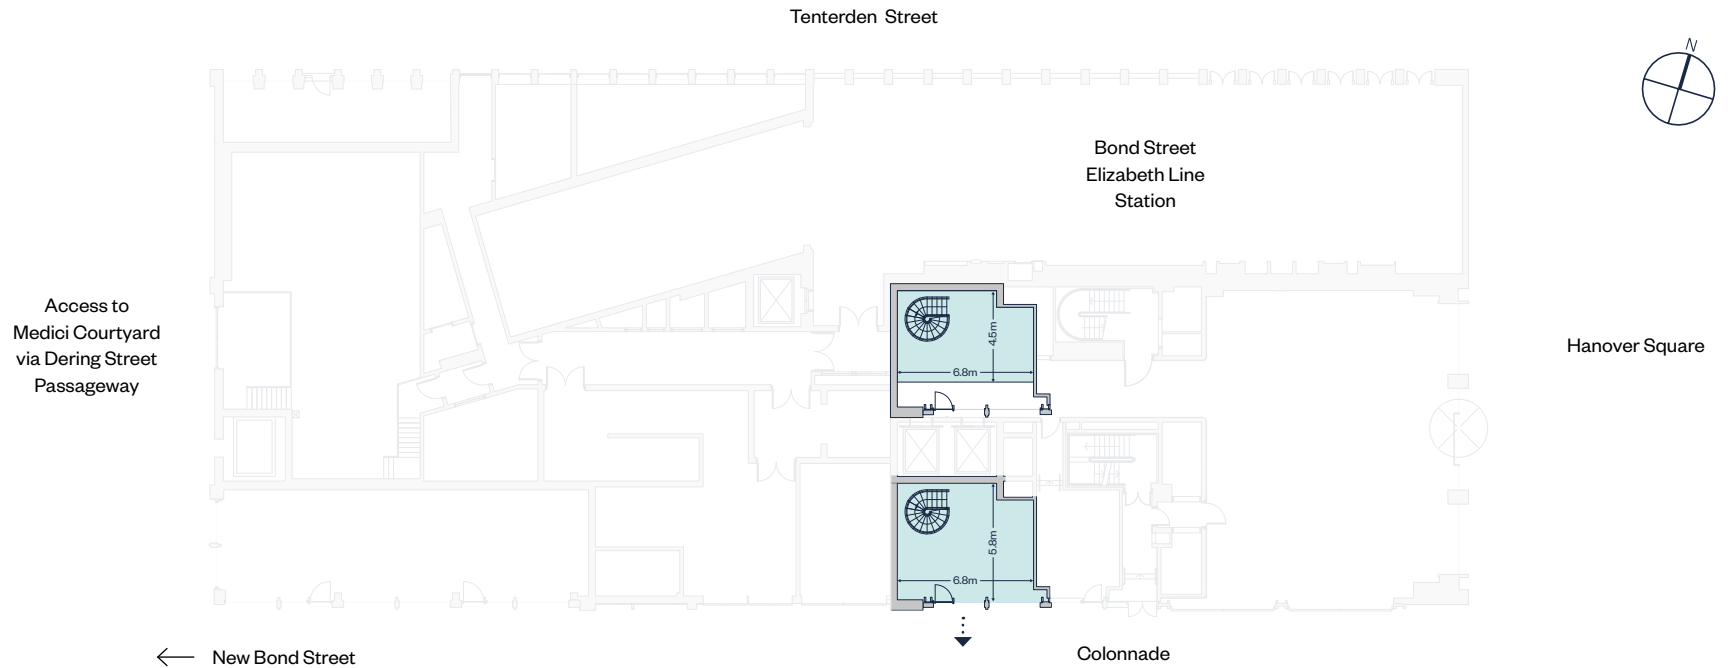 Tenterden Street
N
Bond Street
Elizabeth Line
Station
Access to
Medici Courtyard
via Dering Street
Passageway
4.5m
6.8m
Hanover Square
5.8m
6.8m
New Bond Street
Colonnade